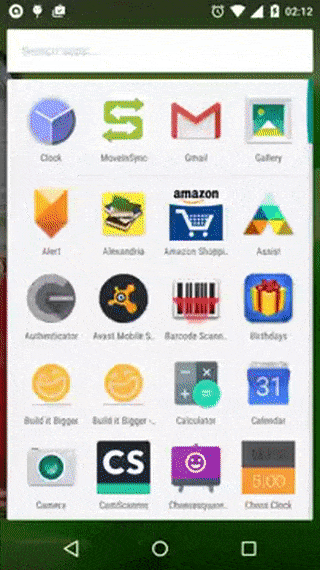 02:12
Search apps...
Clock MoveInSync Gmail Gallery
amazon
Alert Alexandria Amazon Shoppi.. Assist
Authenticator Avast Mobile S.. Barcode Scann.. Birthdays
31
Build it Bigger Build it Bigger -.. Calculator Calendar
CS
5:00
Camera CamScanner Chess Clock